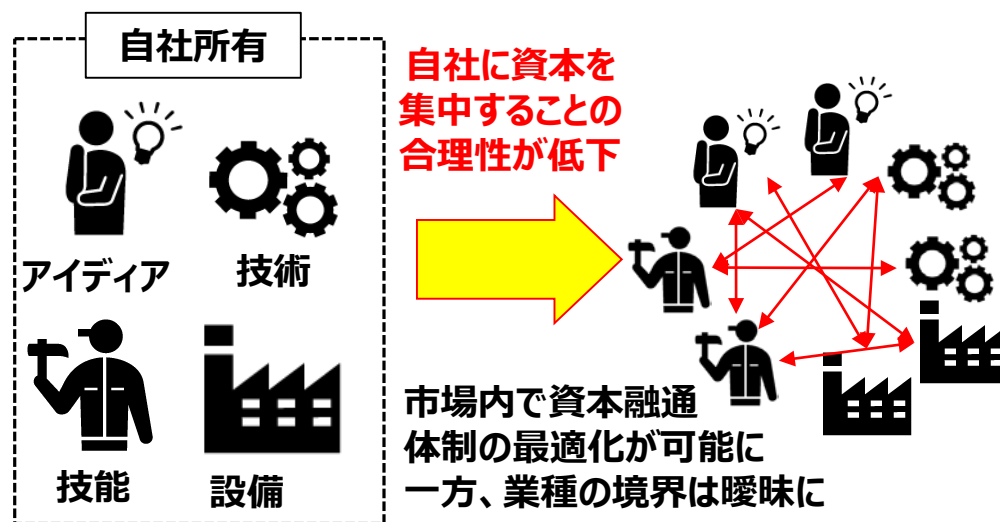 自社所有
アイディア
技術
技能
設備
自社に資本を
集中することの
合理性が低下
市場内で資本融通
体制の最適化が可能に
一方、業種の境界は曖昧に